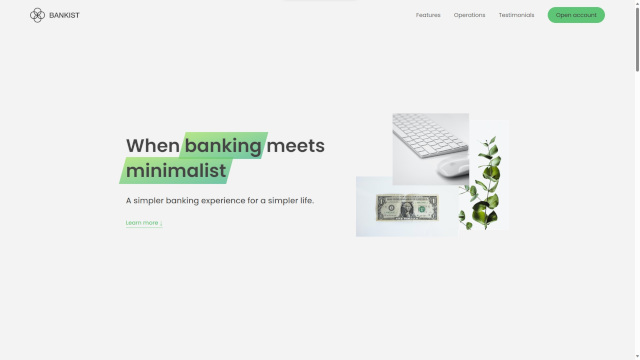 BANKIST
Features Operations Testimonials Open account
When banking meets
minimalist
A simpler banking experience for a simpler life.
Learn more ↓